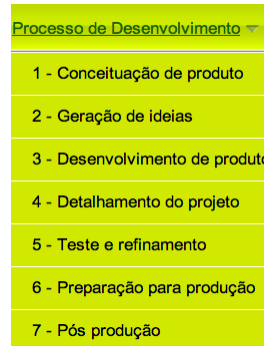 Processo de Desenvolvimento
1 - Conceituação de produto
2 - Geração de ideias
3 - Desenvolvimento de produto
4 - Detalhamento do projeto
5 - Teste e refinamento
6 - Preparação para produção
7 - Pós produção